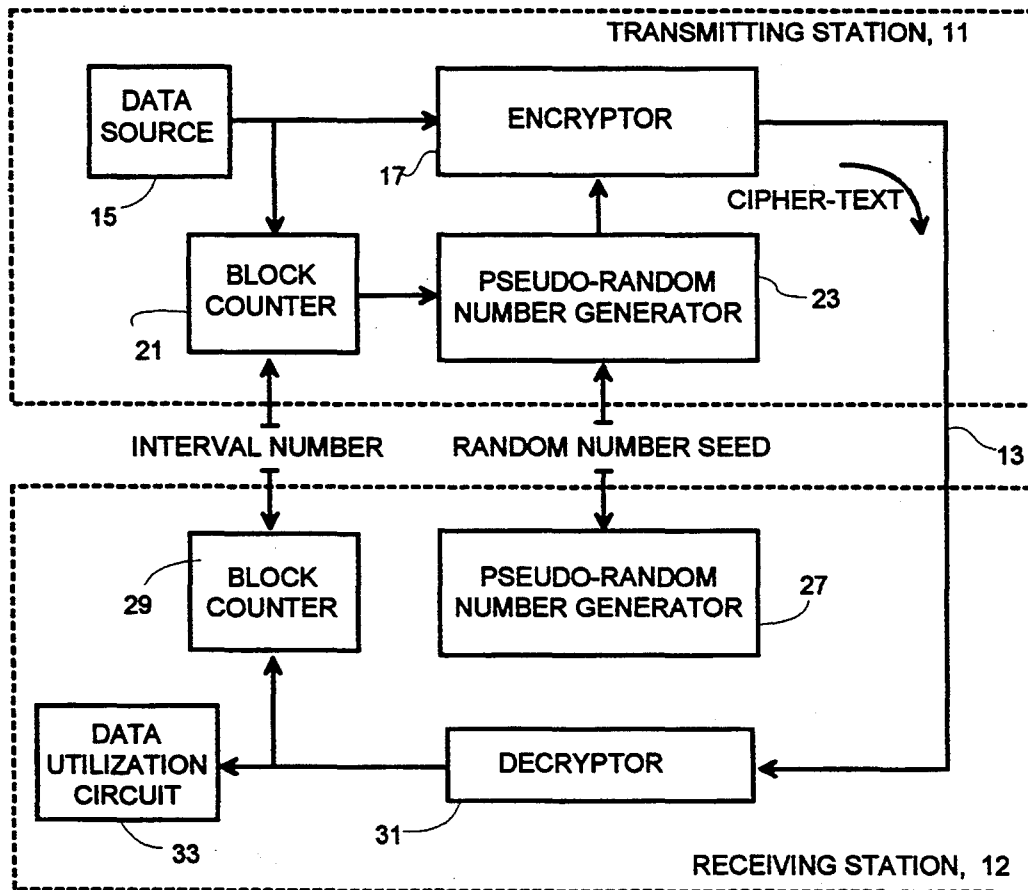 TRANSMITTING STATION, 11
DATA
SOURCE
15
ENCRYPTOR
17
CIPHER-TEXT
BLOCK
COUNTER
21
PSEUDO-RANDOM
NUMBER GENERATOR
23
INTERVAL NUMBER
RANDOM NUMBER SEED
13
BLOCK
COUNTER
29
PSEUDO-RANDOM
NUMBER GENERATOR
27
DATA
UTILIZATION
CIRCUIT
33
DECRYPTOR
31
RECEIVING STATION, 12